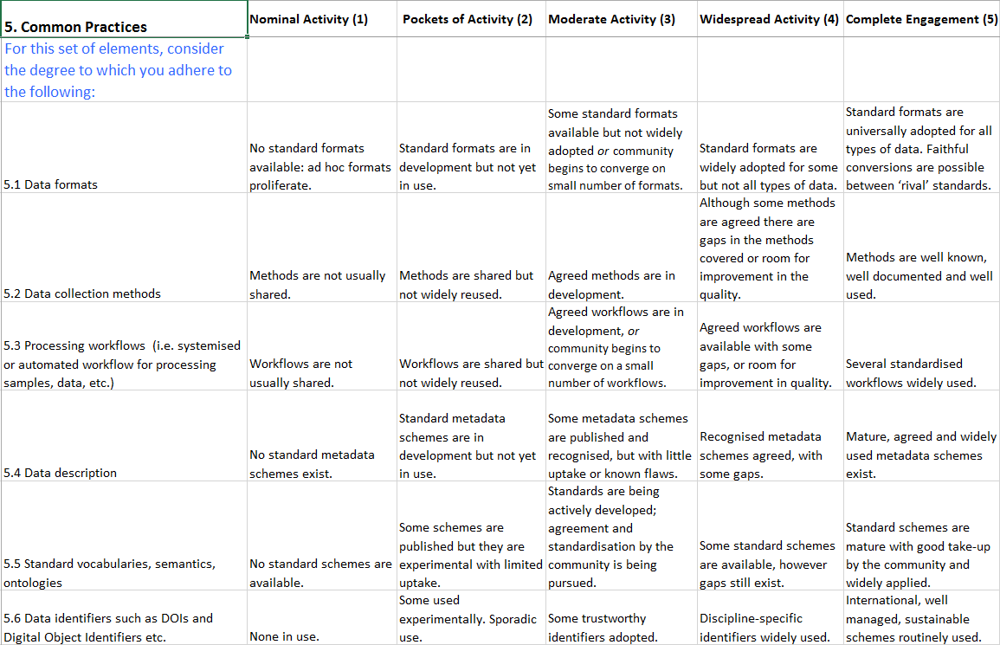 5. Common Practices
Nominal Activity (1)
Pockets of Activity (2)
Moderate Activity (3)
Widespread Activity (4)
Complete Engagement (5)
For this set of elements, consider
the degree to which you adhere to
the following:
5.1 Data formats
No standard formats
available: ad hoc formats
proliferate.
Standard formats are in
development but not yet
in use.
Some standard formats
available but not widely
adopted or community
begins to converge on
small number of formats.
Standard formats are
widely adopted for some
but not all types of data.
Standard formats are
universally adopted for all
types of data. Faithful
conversions are possible
between ‘rival’ standards.
5.2 Data collection methods
Methods are not usually
shared.
Methods are shared but
not widely reused.
Agreed methods are in
development.
Although some methods
are agreed there are
gaps in the methods
covered or room for
improvement in the
quality.
Methods are well known,
well documented and well
used.
5.3 Processing workflows (i.e. systemised
or automated workflow for processing
samples, data, etc.)
Workflows are not
usually shared.
Workflows are shared but
not widely reused.
Agreed workflows are in
development, or
community begins to
converge on a small
number of workflows.
Agreed workflows are
available with some
gaps, or room for
improvement in quality.
Several standardised
workflows widely used.
5.4 Data description
No standard metadata
schemes exist.
Standard metadata
schemes are in
development but not yet
in use.
Some metadata schemes
are published and
recognised, but with little
uptake or known flaws.
Recognised metadata
schemes agreed, with
some gaps.
Mature, agreed and widely
used metadata schemes
exist.
5.5 Standard vocabularies, semantics,
ontologies
No standard schemes are
available.
Some schemes are
published but they are
experimental with limited
uptake.
Standards are being
actively developed;
agreement and
standardisation by the
community is being
pursued.
Some standard schemes
are available, however
gaps still exist.
Standard schemes are
mature with good take-up
by the community and
widely applied.
5.6 Data identifiers such as DOIs and
Digital Object Identifiers etc.
None in use.
Some used
experimentally. Sporadic
use.
Some trustworthy
identifiers adopted.
Discipline-specific
identifiers widely used.
International, well
managed, sustainable
schemes routinely used.